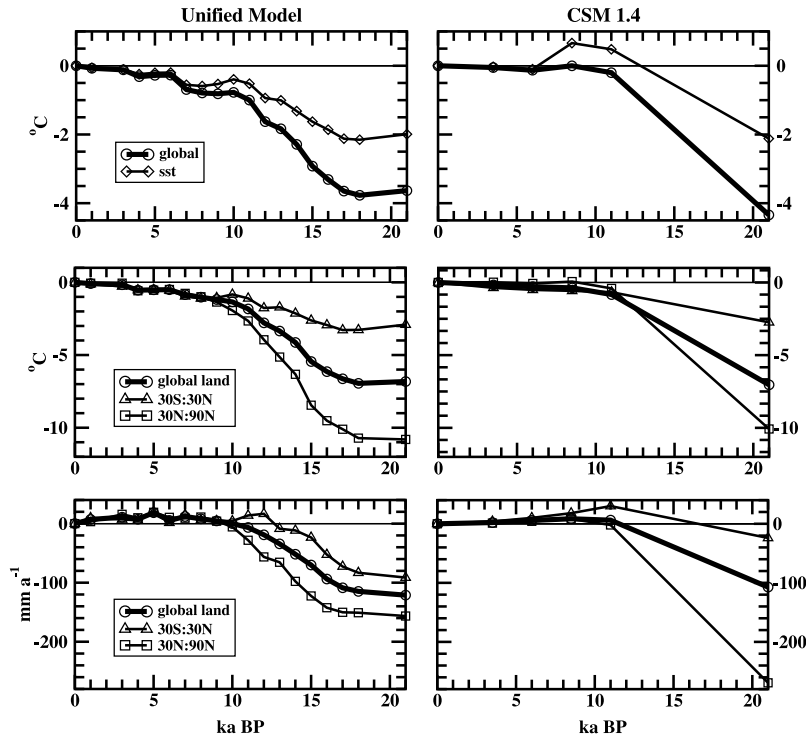 Unified Model
CSM 1.4
0
-2
-4
°C
global
sst
0 5 10 15 20
0
-2
-4
0 5 10 15 20
0
-5
-10
°C
global land
30S:30N
30N:90N
0 5 10 15 20
0
-5
-10
0 5 10 15 20
0
-100
-200
mm a⁻¹
global land
30S:30N
30N:90N
0 5 10 15 20
ka BP
0
-100
-200
0 5 10 15 20
ka BP